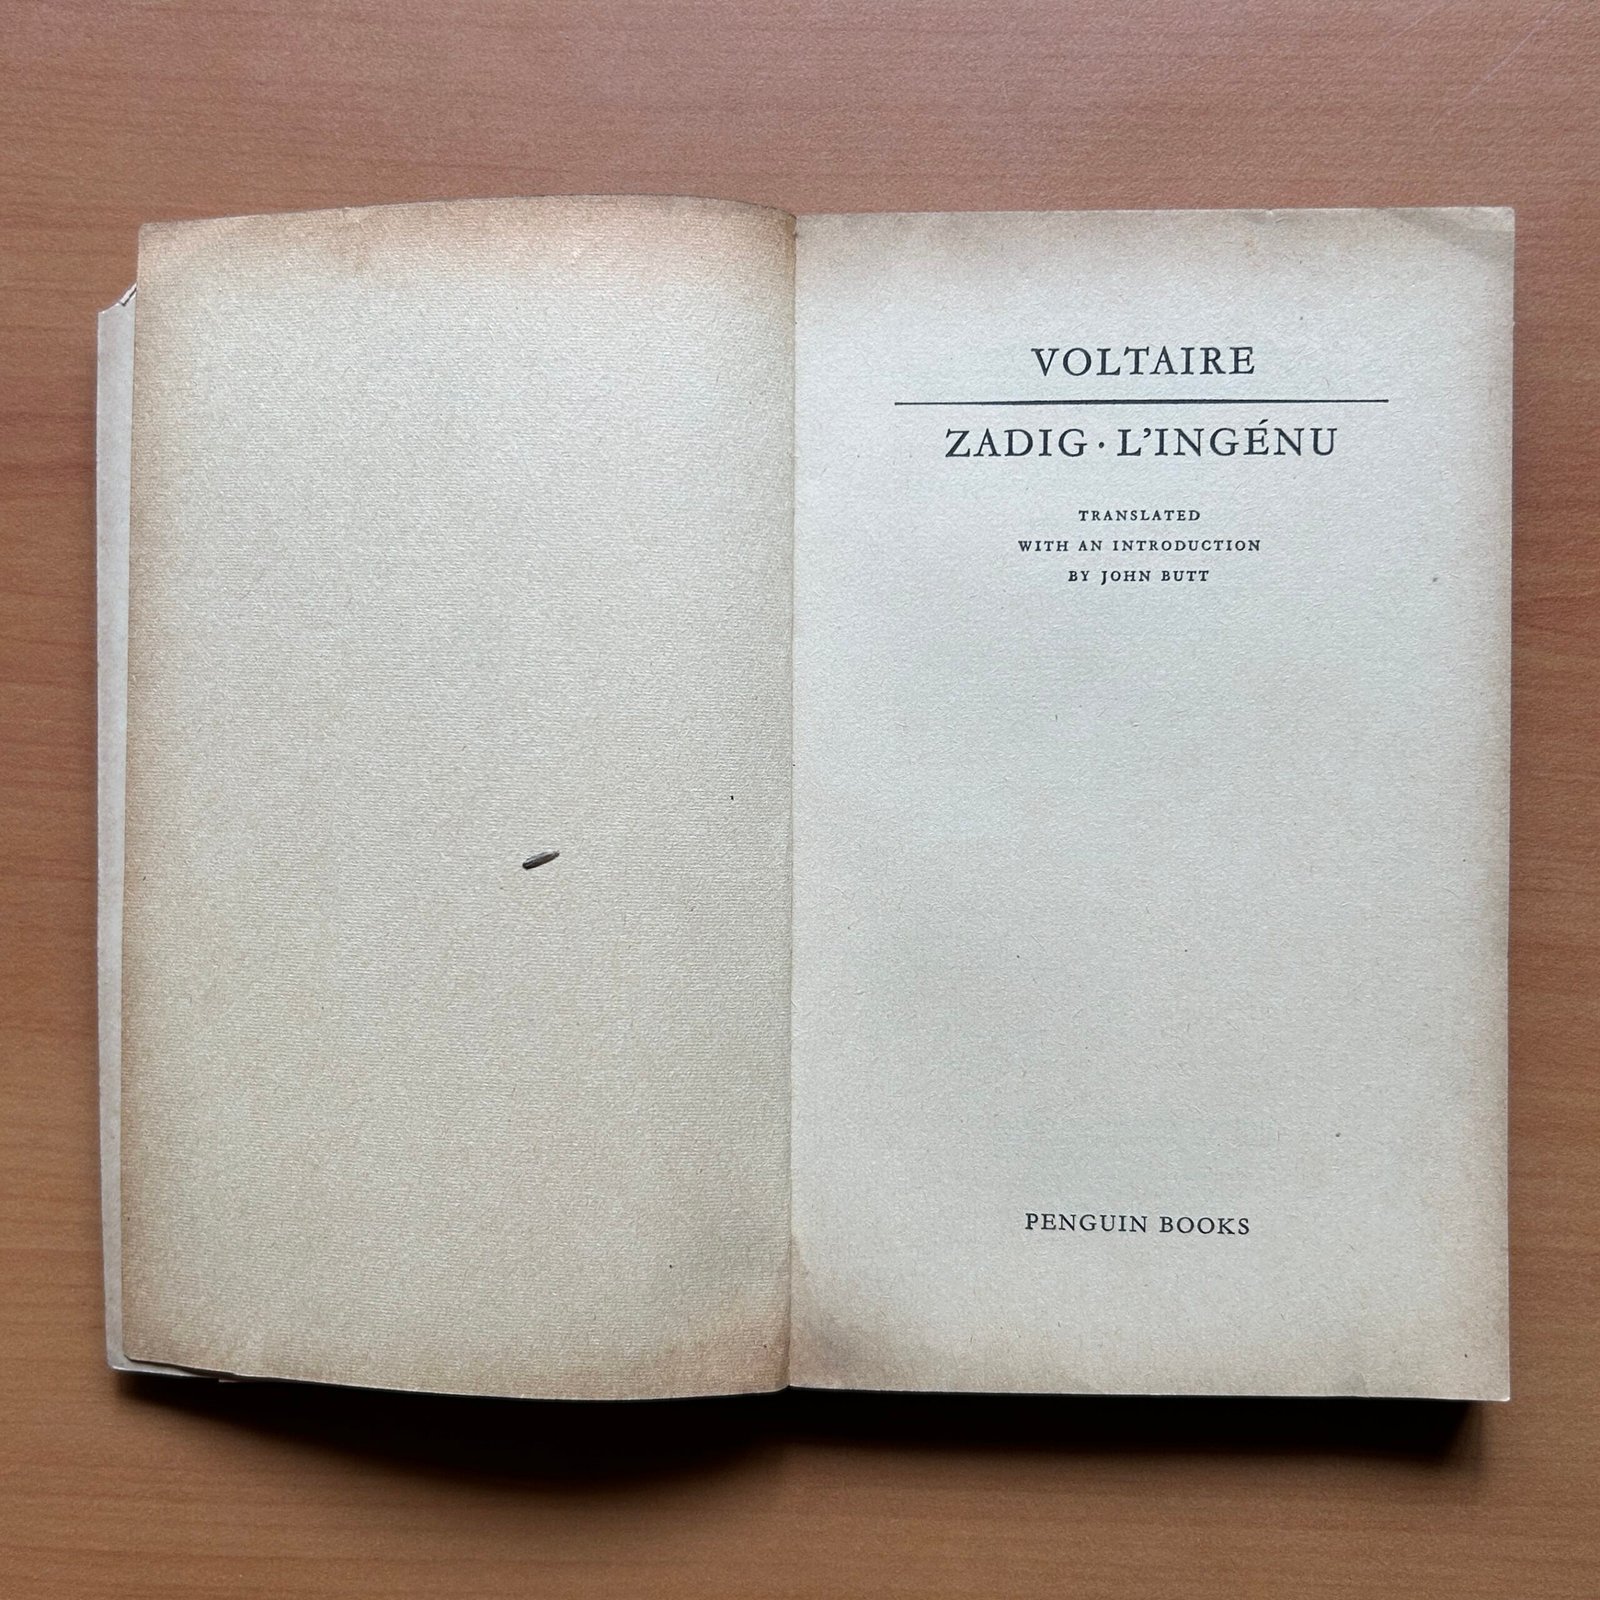 VOLTAIRE
ZADIG · L'INGÉNU
TRANSLATED
WITH AN INTRODUCTION
BY JOHN BUTT
PENGUIN BOOKS